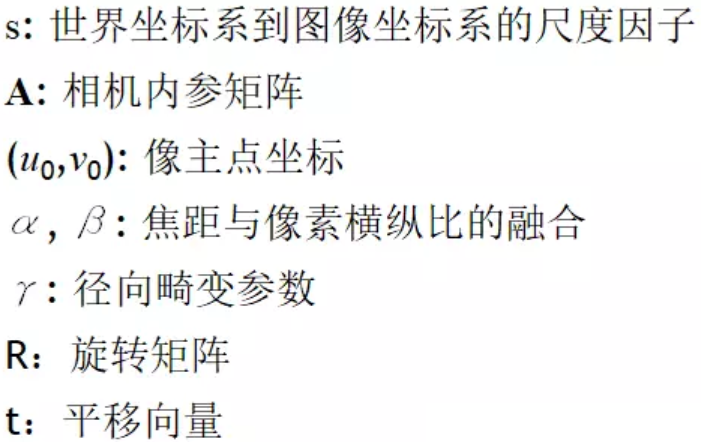 s: 世界坐标系到图像坐标系的尺度因子
A: 相机内参矩阵
(u0,v0): 像主点坐标
α, β: 焦距与像素横纵比的融合
γ: 径向畸变参数
R: 旋转矩阵
t: 平移向量